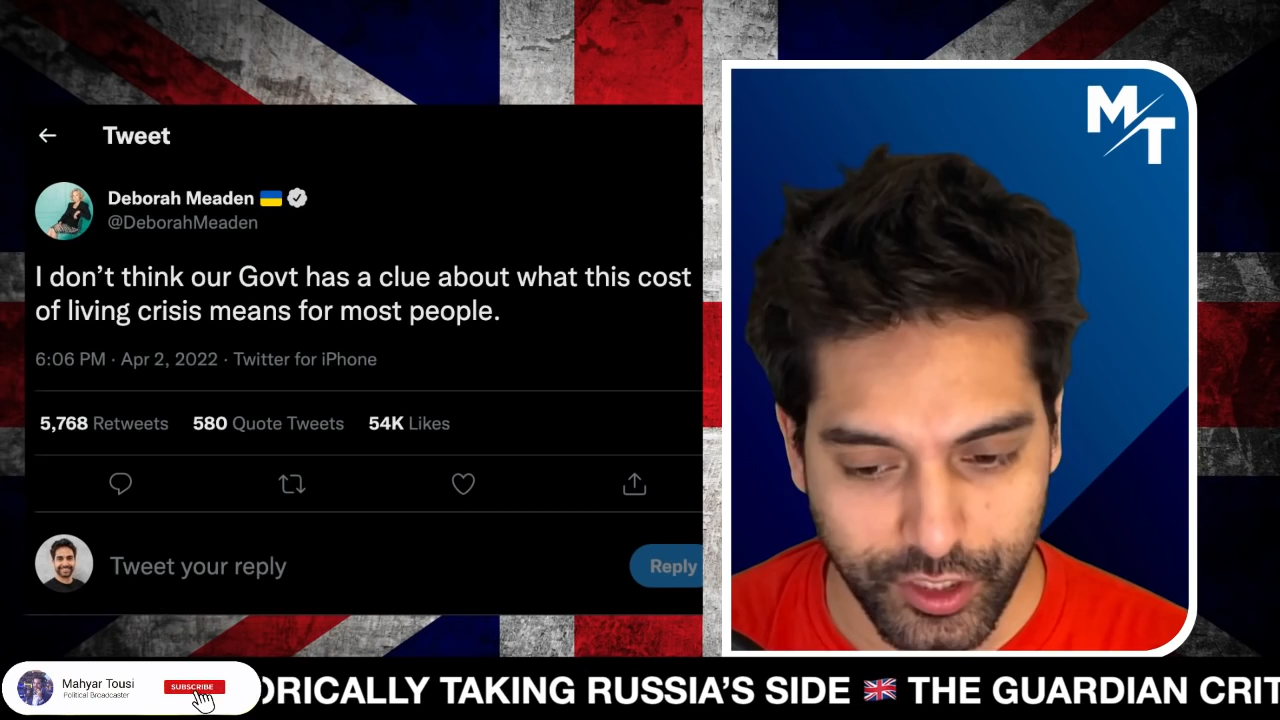 Tweet
Deborah Meaden
@DeborahMeaden
I don’t think our Govt has a clue about what this cost
of living crisis means for most people.
6:06 PM · Apr 2, 2022 · Twitter for iPhone
5,768 Retweets 580 Quote Tweets 54K Likes
Tweet your reply
Reply
MT
Mahyar Tousi
Political Broadcaster
SUBSCRIBE
ORICALLY TAKING RUSSIA’S SIDE 🇬🇧 THE GUARDIAN CRIT